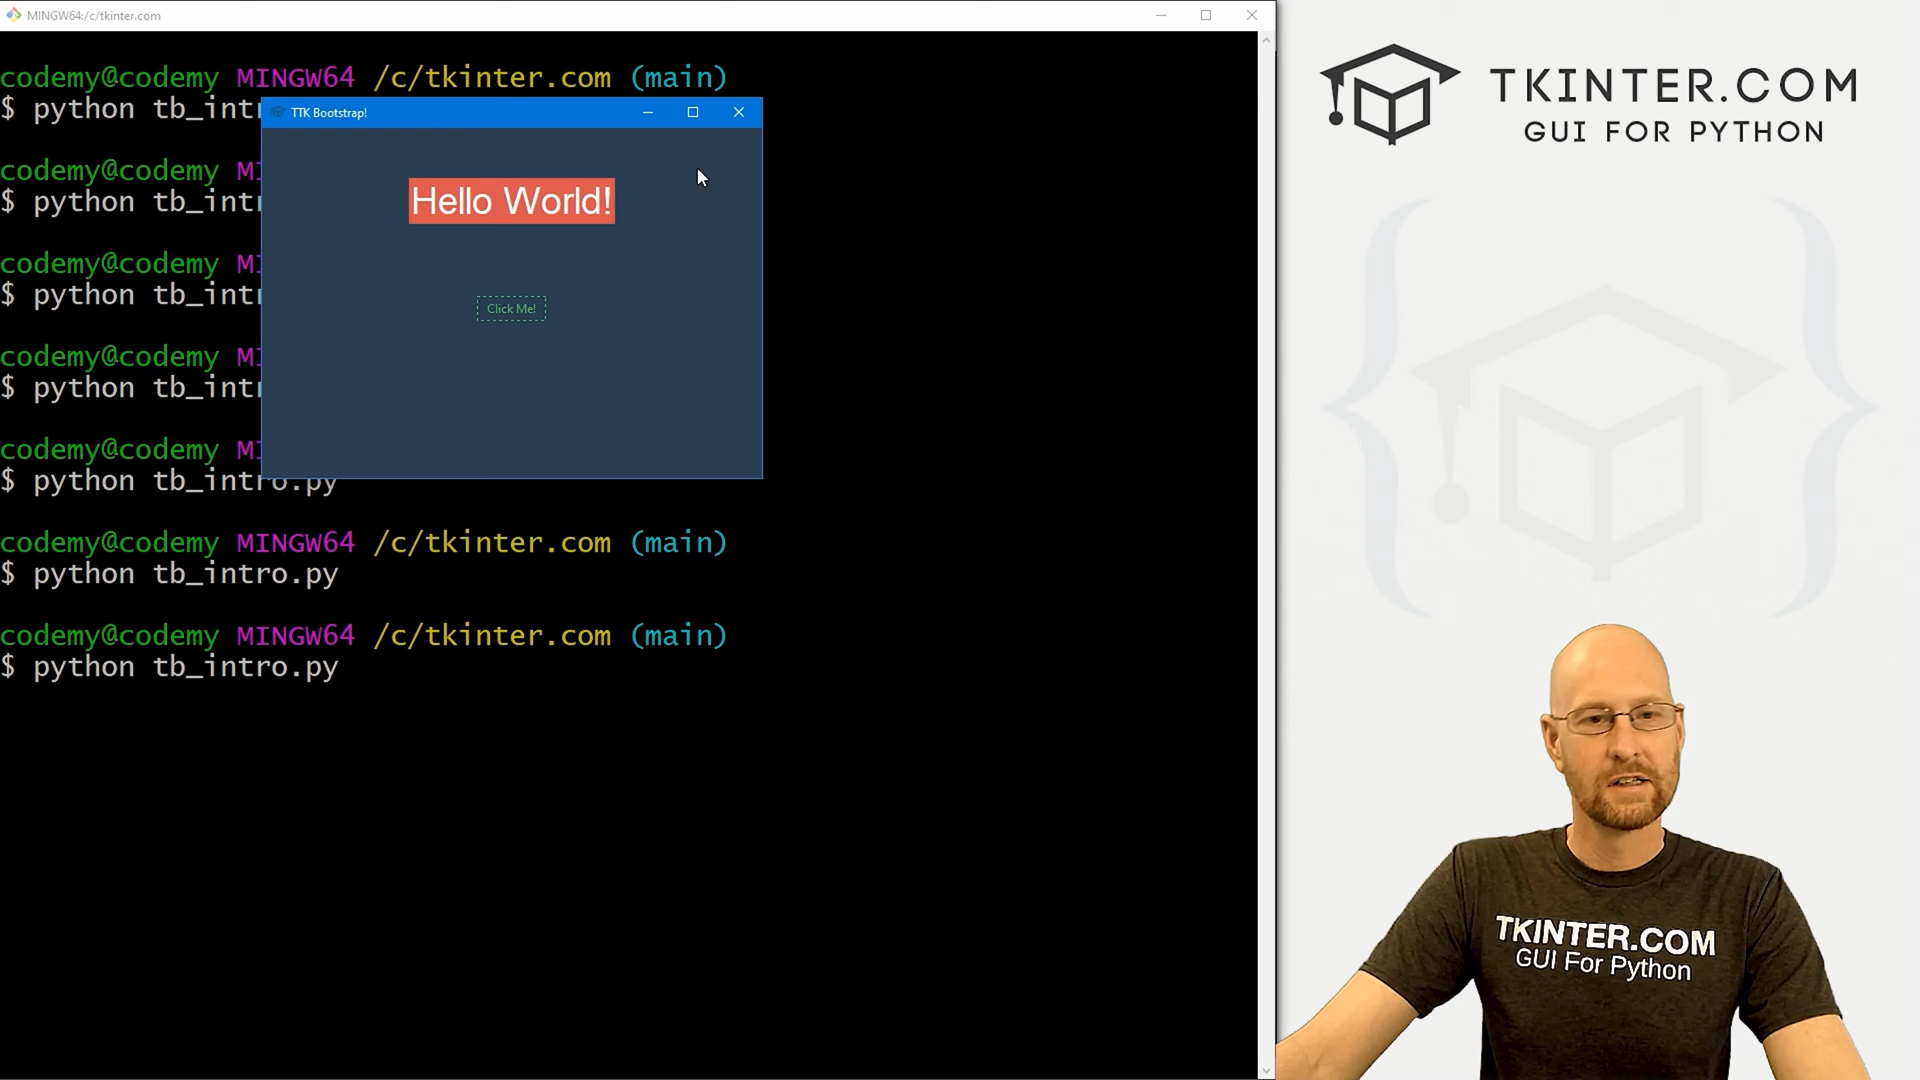 MINGW64:/c/tkinter.com
codemy@codemy MINGW64 /c/tkinter.com (main)
$ python tb_intr
codemy@codemy MI
$ python tb_intr
codemy@codemy MI
$ python tb_intr
codemy@codemy MI
$ python tb_intr
codemy@codemy MI
$ python tb_intro.py
codemy@codemy MINGW64 /c/tkinter.com (main)
$ python tb_intro.py
codemy@codemy MINGW64 /c/tkinter.com (main)
$ python tb_intro.py
TTK Bootstrap!
Hello World!
Click Me!
TKINTER.COM
GUI FOR PYTHON
TKINTER.COM
GUI For Python